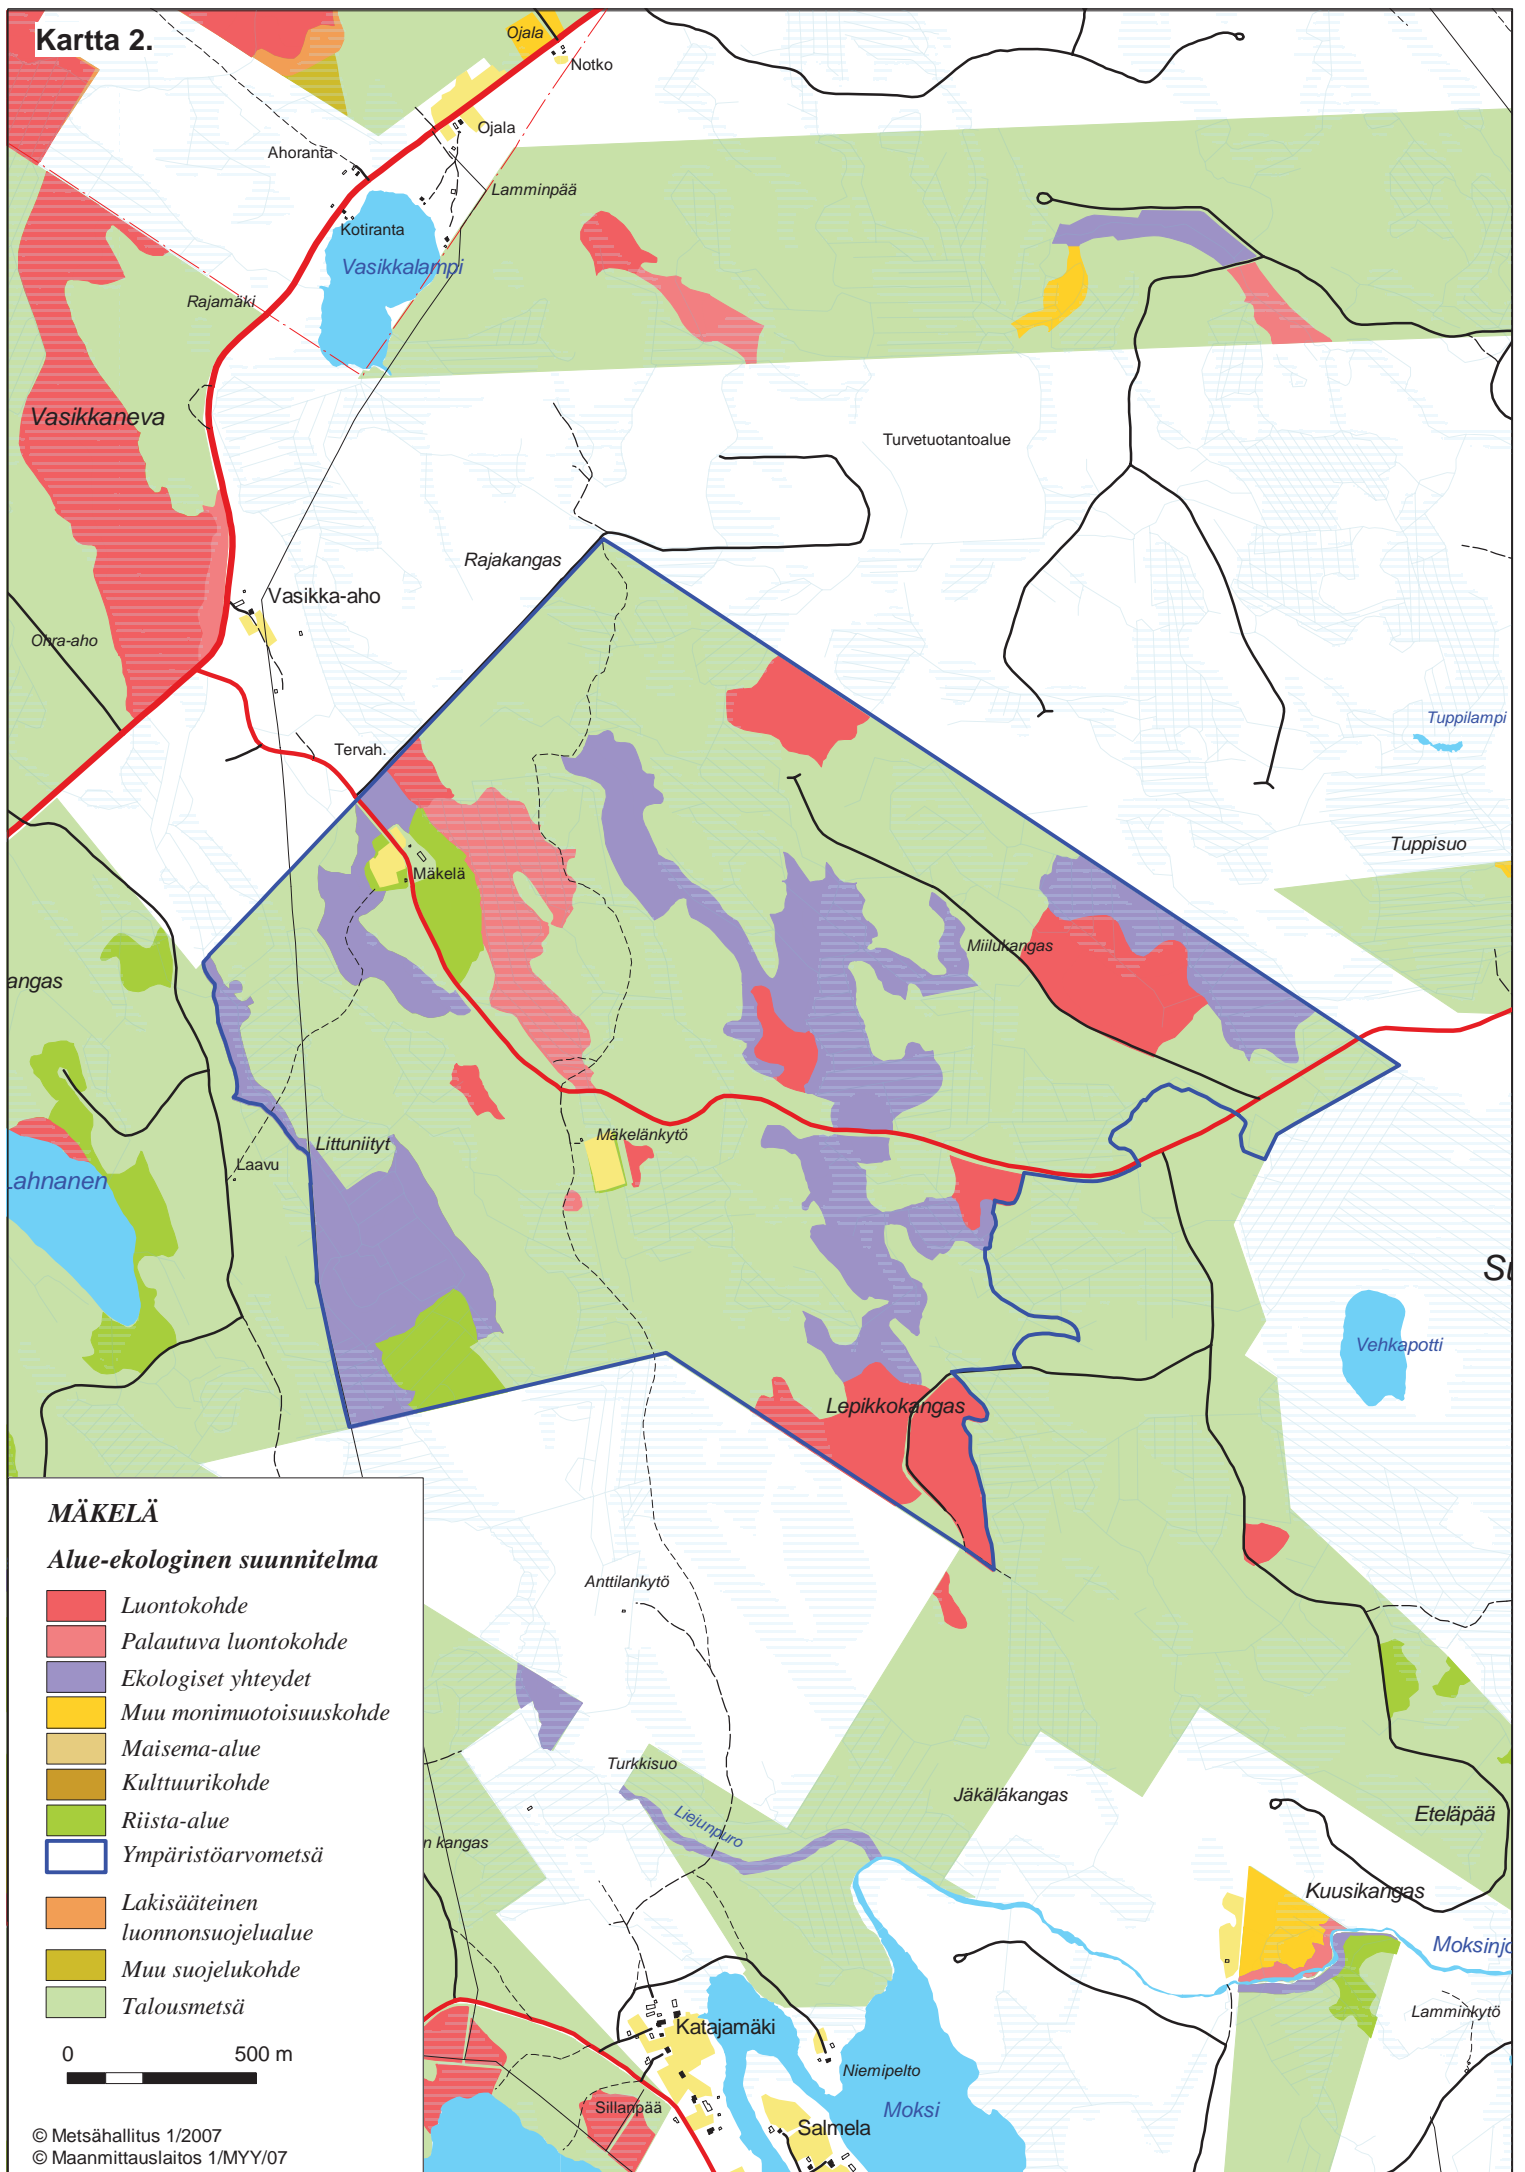 Kartta 2.
Ojala
Notko
Ojala
Ahoranta
Lamminpää
Kotiranta
Vasikkalampi
Rajamäki
Vasikkaneva
Turvetuotantoalue
Rajakangas
Vasikka-aho
Ohra-aho
Tuppilampi
Tervah.
Tuppisuo
Mäkelä
Miilukangas
angas
Mäkelänkytö
Littuniityt
Laavu
Lahnanen
Su
Vehkapotti
Lepikkokangas
MÄKELÄ
Alue-ekologinen suunnitelma
Luontokohde
Palautuva luontokohde
Ekologiset yhteydet
Muu monimuotoisuuskohde
Maisema-alue
Kulttuurikohde
Riista-alue
Ympäristöarvometsä
Lakisääteinen
luonnonsuojelualue
Muu suojelukohde
Talousmetsä
0 500 m
© Metsähallitus 1/2007
© Maanmittauslaitos 1/MYY/07
Anttilankytö
Turkkisuo
Jäkäläkangas
Liejunpuro
Eteläpää
n kangas
Kuusikangas
Moksinjo
Lamminkytö
Katajamäki
Niemipelto
Sillanpää
Moksi
Salmela